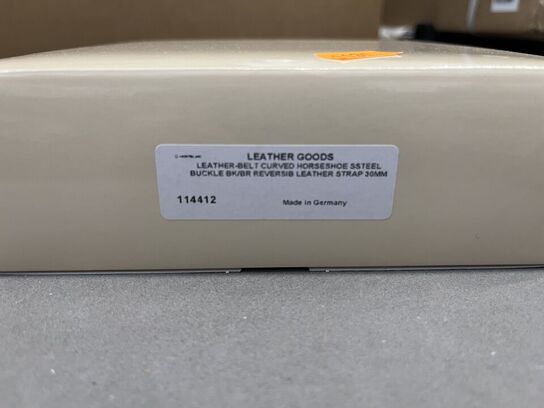 LEATHER GOODS
LEATHER-BELT CURVED HORSESHOE SSTEEL
BUCKLE BK/BR REVERSIB LEATHER STRAP 30MM
114412
Made in Germany